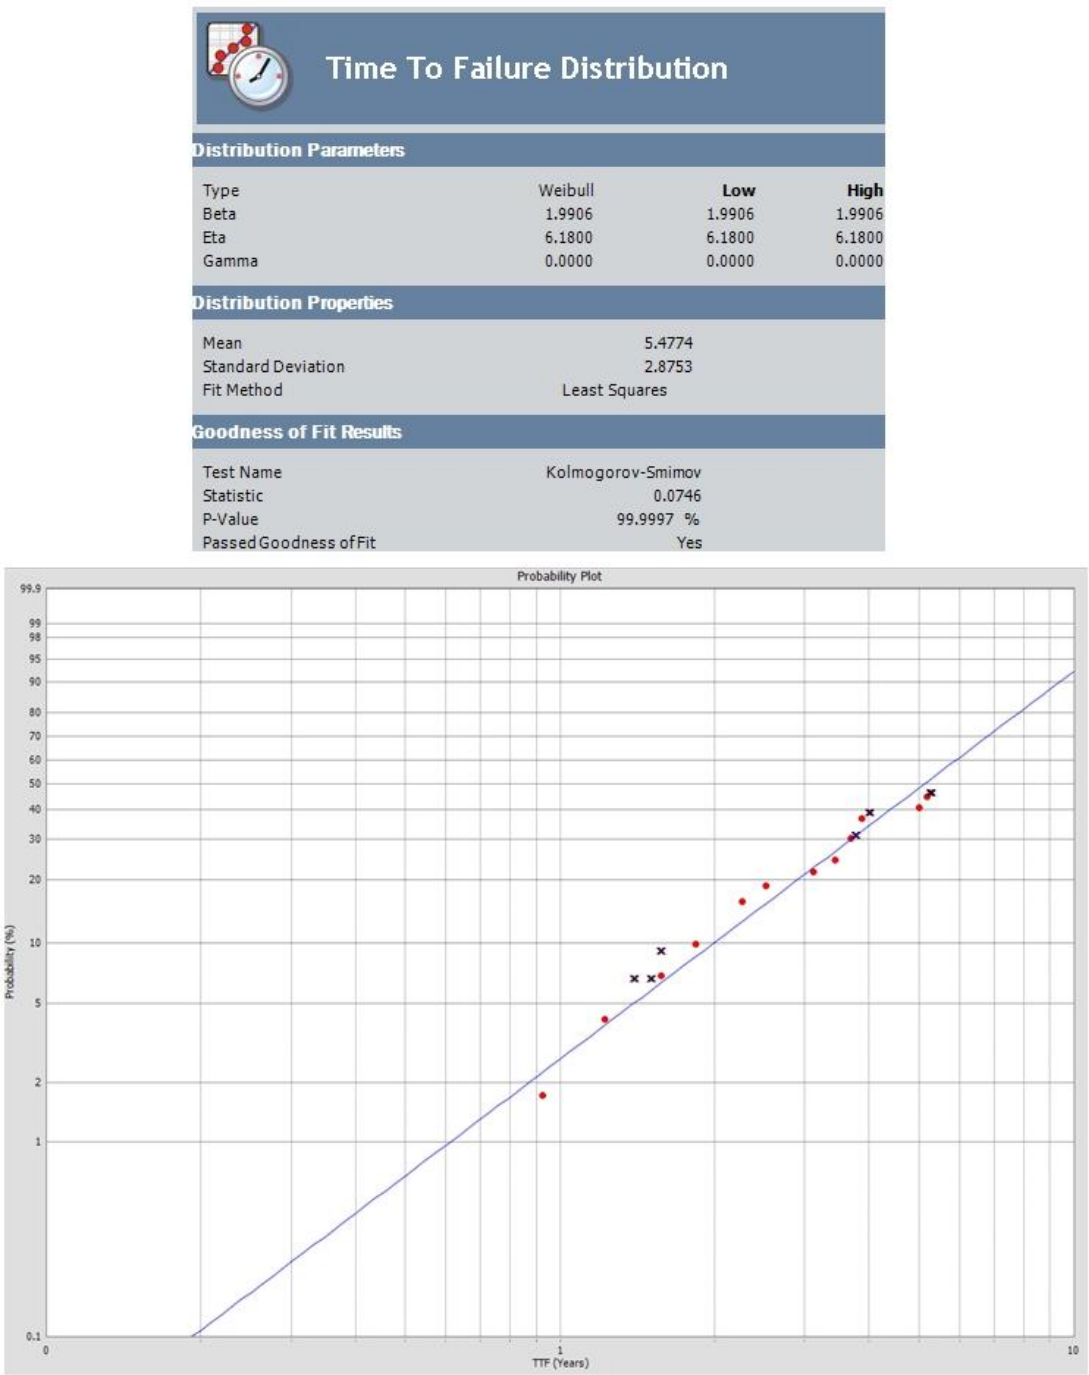 Time To Failure Distribution
Distribution Parameters
Type Weibull Low High
Beta 1.9906 1.9906 1.9906
Eta 6.1800 6.1800 6.1800
Gamma 0.0000 0.0000 0.0000
Distribution Properties
Mean 5.4774
Standard Deviation 2.8753
Fit Method Least Squares
Goodness of Fit Results
Test Name Kolmogorov-Smimov
Statistic 0.0746
P-Value 99.9997 %
Passed Goodness of Fit Yes
Probability Plot
99.9
99
98
95
90
80
70
60
50
40
30
20
10
5
2
1
0.1
Probability (%)
0 1 10
TTF (Years)